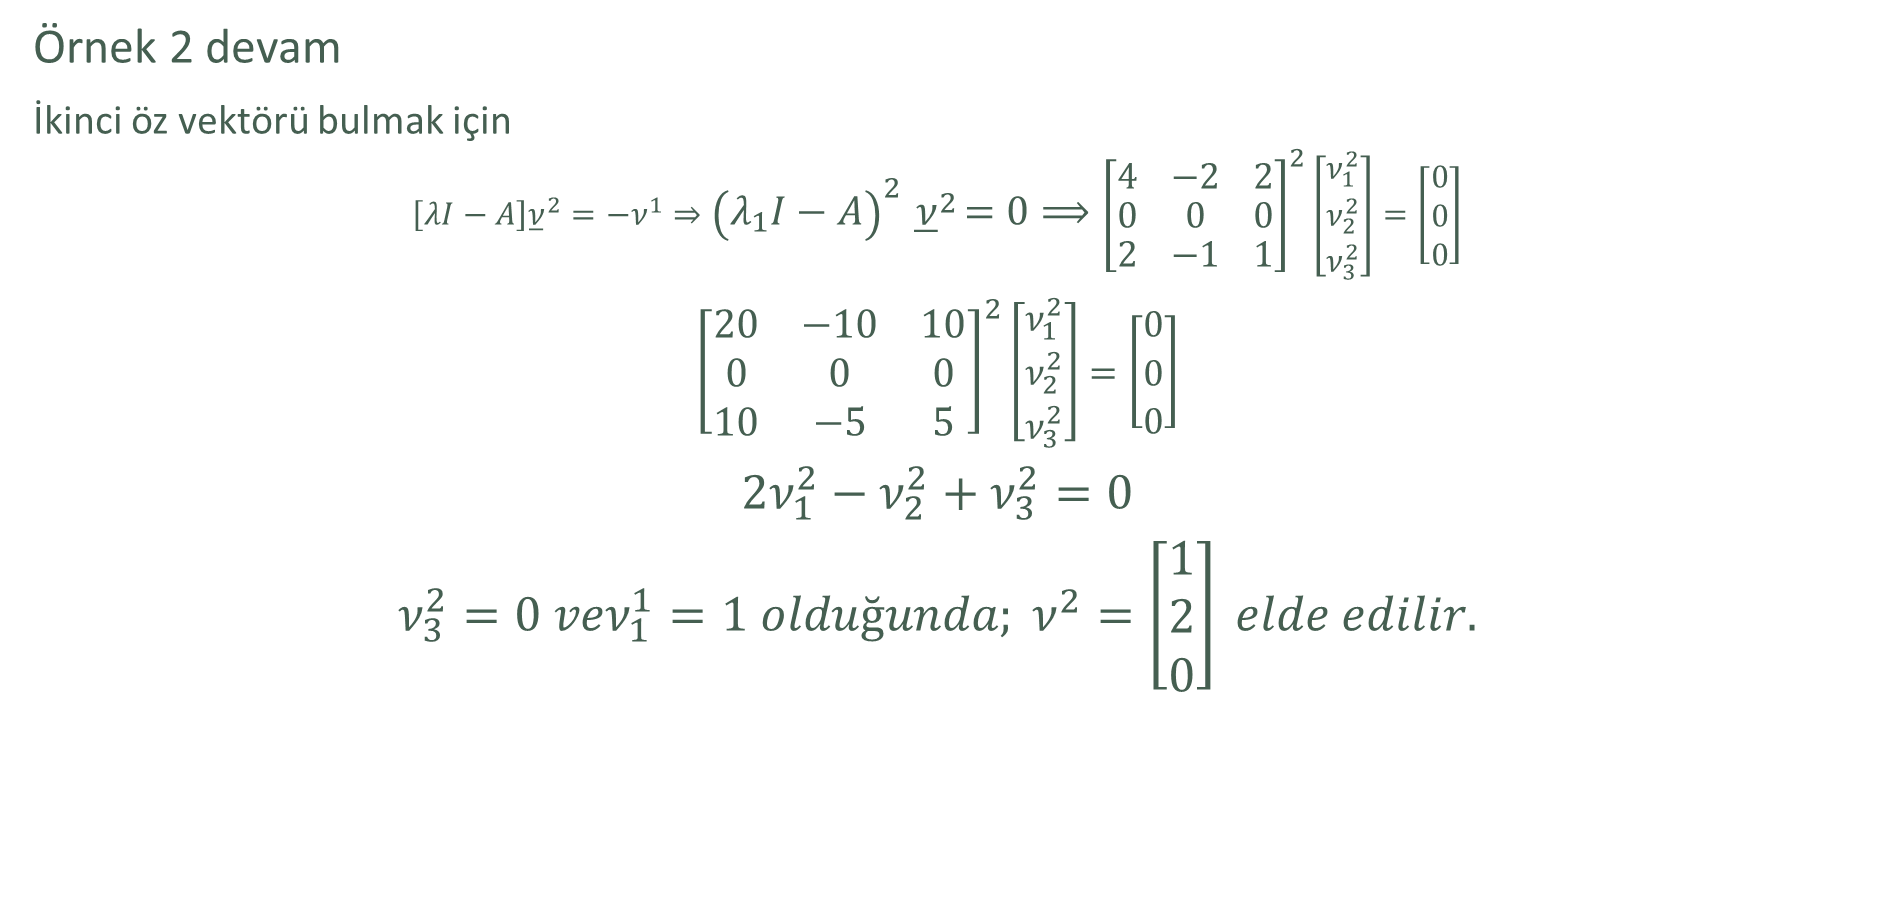 Örnek 2 devam
İkinci öz vektörü bulmak için
[λI − A]v̲² = −v¹ ⇒ (λ₁I − A)² v̲² = 0 ⟹ [4 −2 2; 0 0 0; 2 −1 1]² [v₁²; v₂²; v₃²] = [0; 0; 0]
[20 −10 10; 0 0 0; 10 −5 5]² [v₁²; v₂²; v₃²] = [0; 0; 0]
2v₁² − v₂² + v₃² = 0
v₃² = 0 vev₁¹ = 1 olduğunda; v² = [1; 2; 0] elde edilir.